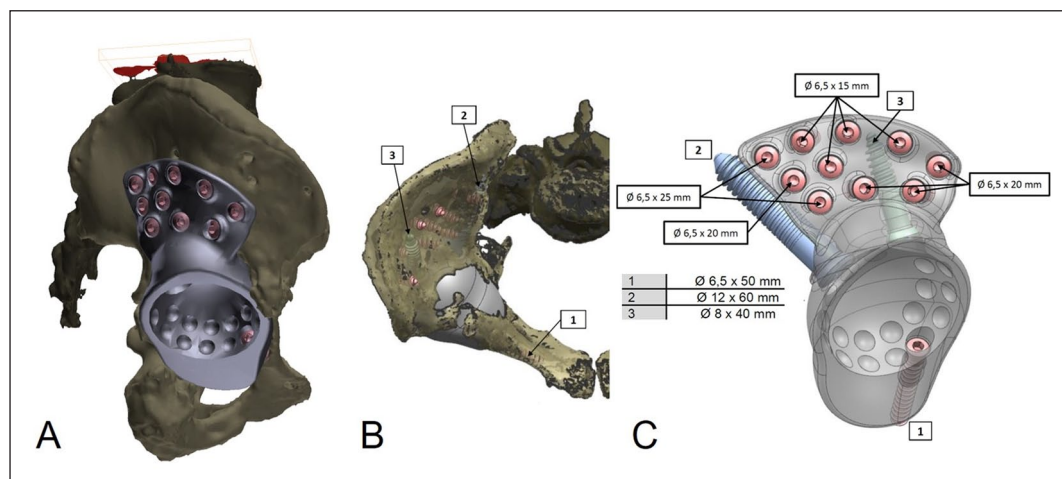 A
2
3
1
B
Ø 6,5 x 15 mm
3
2
Ø 6,5 x 25 mm
Ø 6,5 x 20 mm
Ø 6,5 x 20 mm
1 Ø 6,5 x 50 mm
2 Ø 12 x 60 mm
3 Ø 8 x 40 mm
1
C